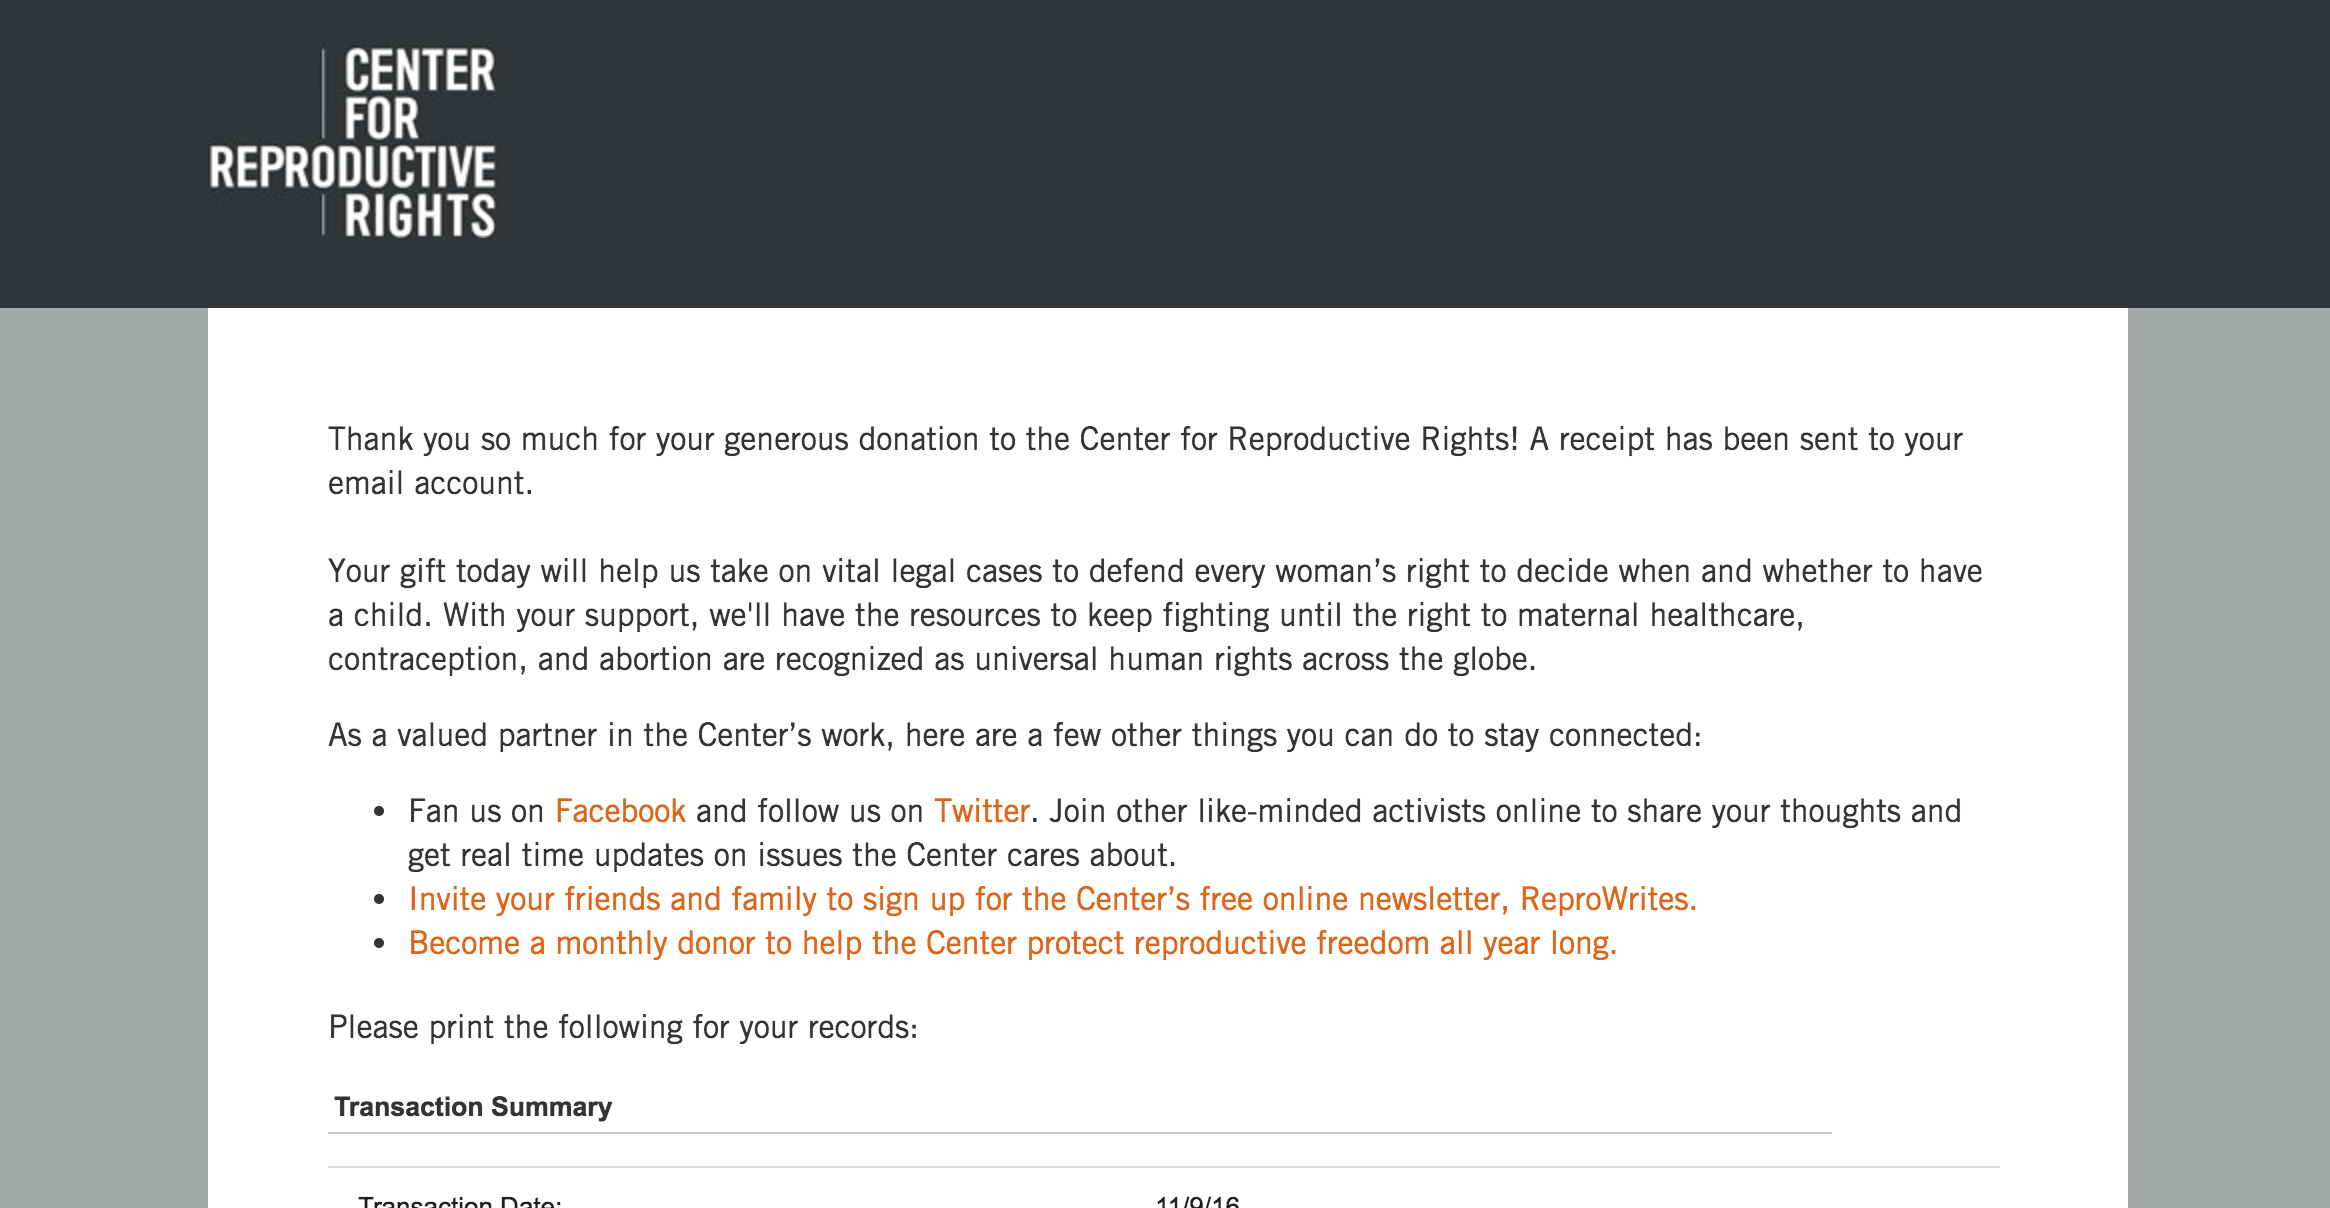 CENTER
FOR
REPRODUCTIVE
RIGHTS
Thank you so much for your generous donation to the Center for Reproductive Rights! A receipt has been sent to your
email account.
Your gift today will help us take on vital legal cases to defend every woman’s right to decide when and whether to have
a child. With your support, we'll have the resources to keep fighting until the right to maternal healthcare,
contraception, and abortion are recognized as universal human rights across the globe.
As a valued partner in the Center’s work, here are a few other things you can do to stay connected:
• Fan us on Facebook and follow us on Twitter. Join other like-minded activists online to share your thoughts and
get real time updates on issues the Center cares about.
• Invite your friends and family to sign up for the Center’s free online newsletter, ReproWrites.
• Become a monthly donor to help the Center protect reproductive freedom all year long.
Please print the following for your records:
Transaction Summary
Transaction Date: 11/9/16